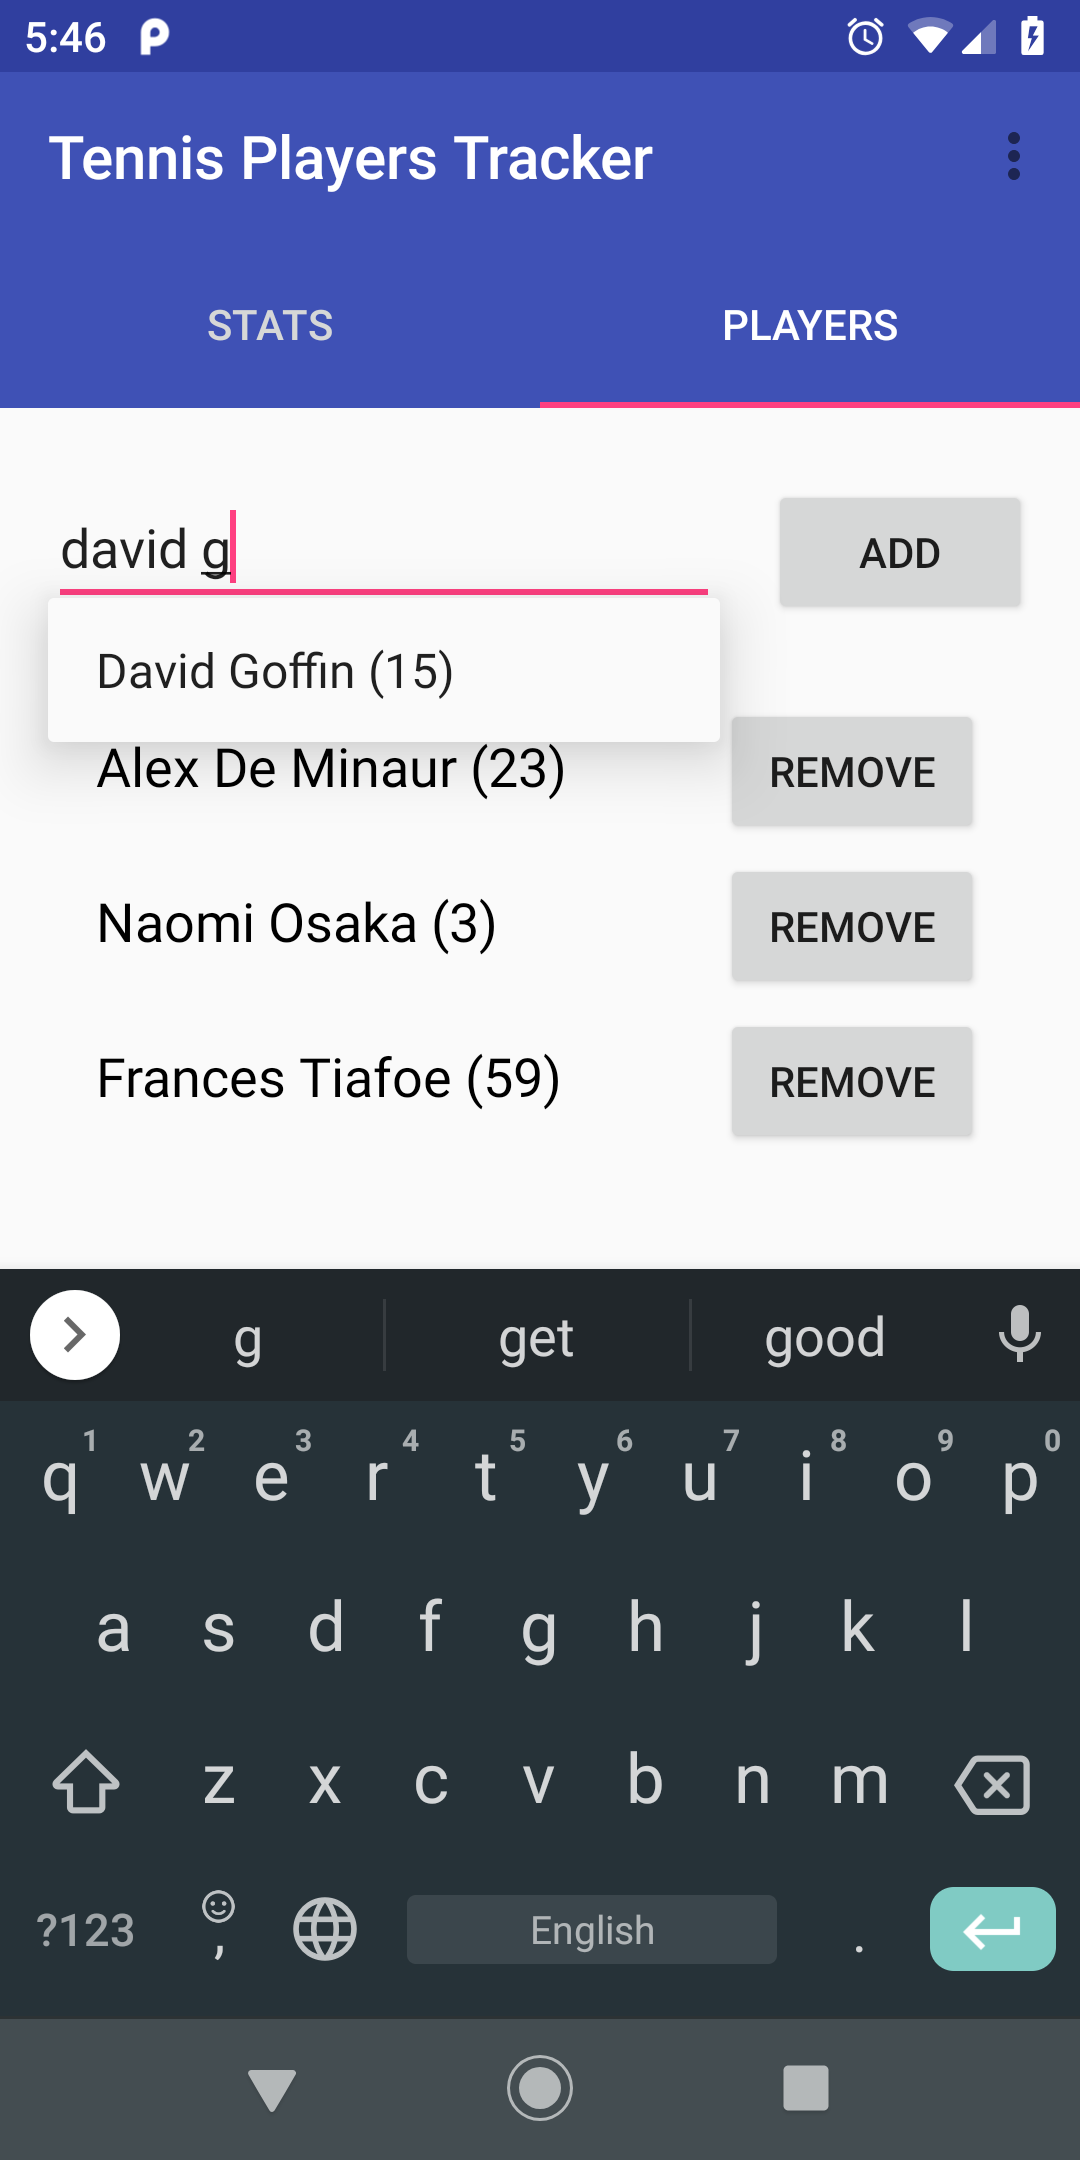 5:46
Tennis Players Tracker
STATS PLAYERS
david g ADD
David Goffin (15)
Alex De Minaur (23) REMOVE
Naomi Osaka (3) REMOVE
Frances Tiafoe (59) REMOVE
g get good
1 2 3 4 5 6 7 8 9 0
q w e r t y u i o p
a s d f g h j k l
z x c v b n m
?123 , English .